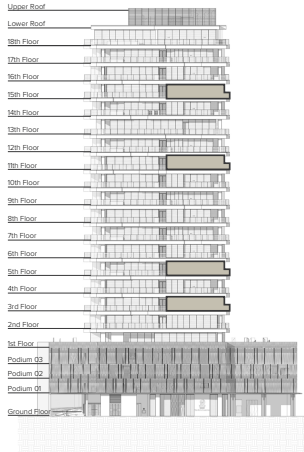 Upper Roof
Lower Roof
18th Floor
17th Floor
16th Floor
15th Floor
14th Floor
13th Floor
12th Floor
11th Floor
10th Floor
9th Floor
8th Floor
7th Floor
6th Floor
5th Floor
4th Floor
3rd Floor
2nd Floor
1st Floor
Podium 03
Podium 02
Podium 01
Ground Floor